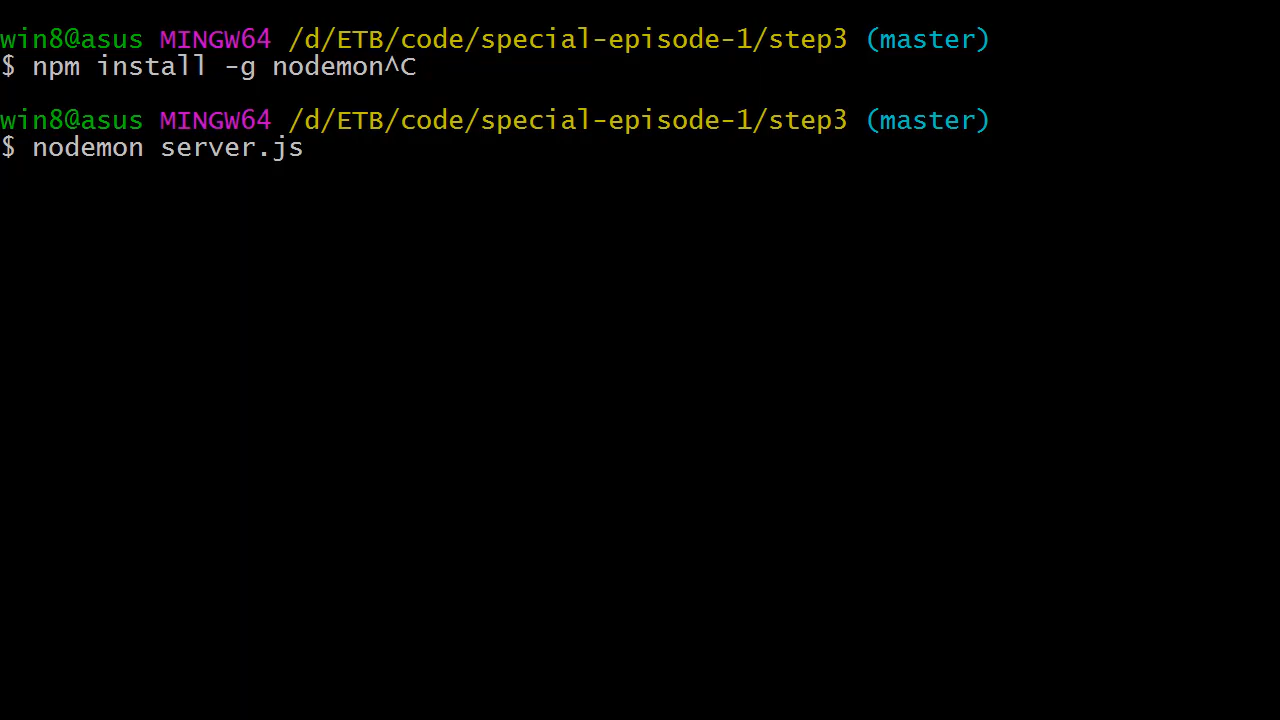 win8@asus MINGW64 /d/ETB/code/special-episode-1/step3 (master)
$ npm install -g nodemon^C
win8@asus MINGW64 /d/ETB/code/special-episode-1/step3 (master)
$ nodemon server.js